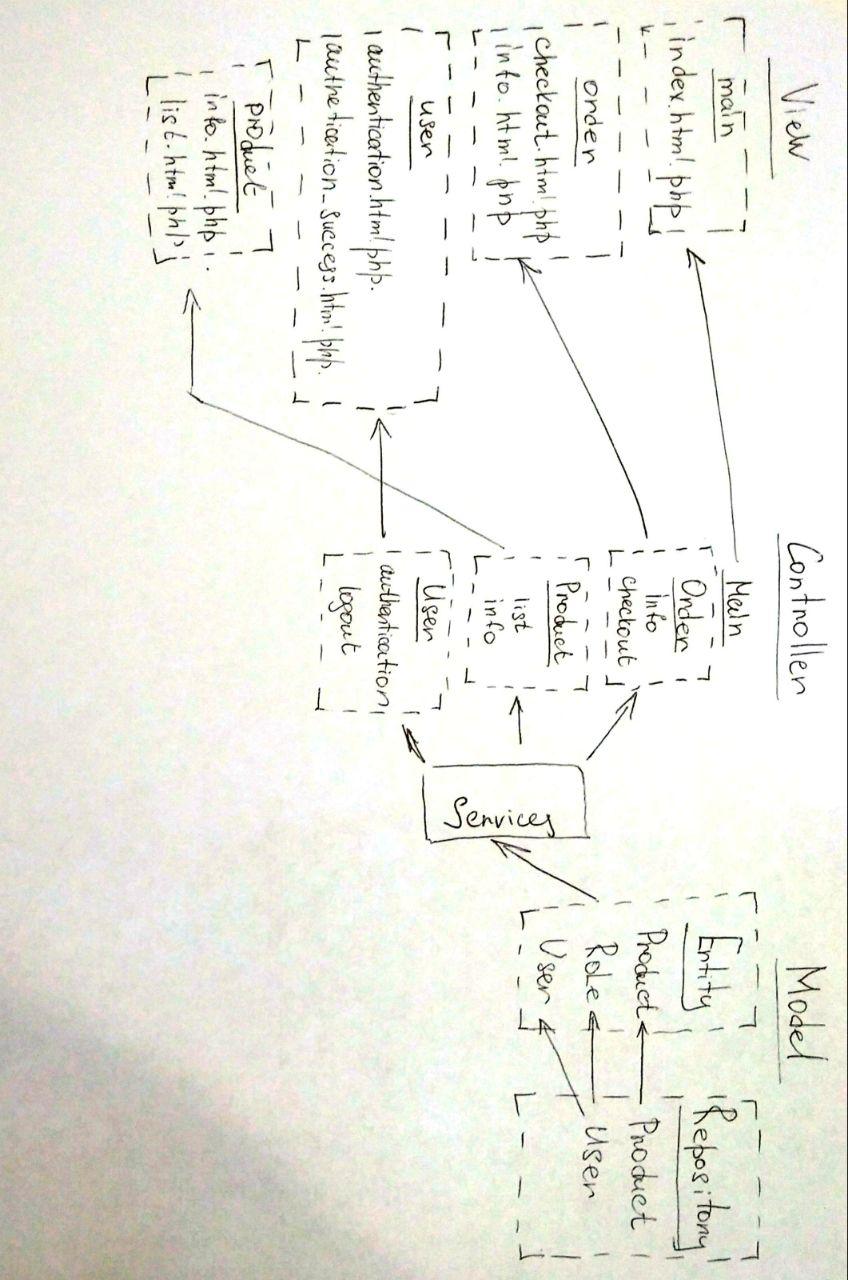 View
main
index.html.php
order
checkout.html.php
info.html.php
user
authentication.html.php.
authetication_success.html.php.
product
info.html.php.
list.html.php
Controller
Main
Order
info
checkout
Product
list
info
User
authentication
logout
Services
Model
Entity
Product
Role
User
Repository
Product
User